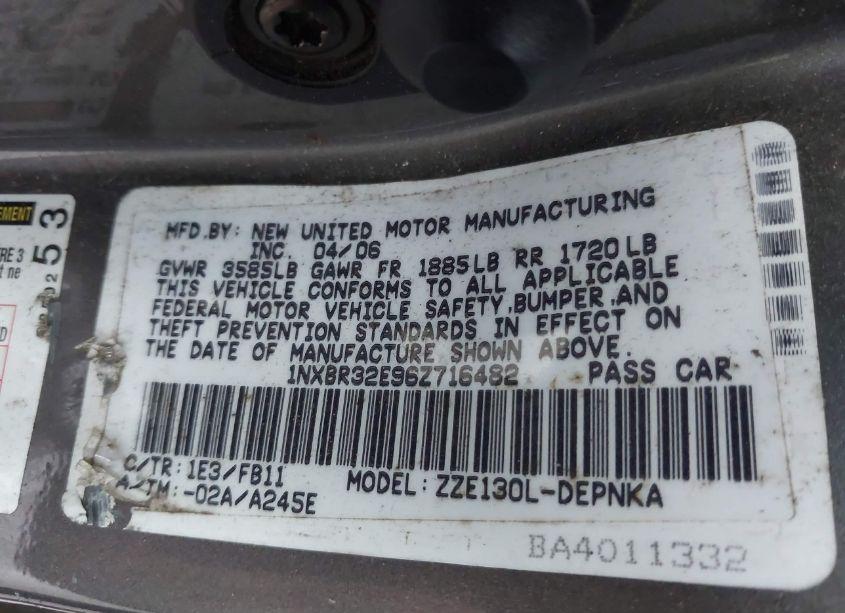 MFD.BY: NEW UNITED MOTOR MANUFACTURING
INC. 04/06
GVWR 3585LB GAWR FR 1885LB RR 1720LB
THIS VEHICLE CONFORMS TO ALL APPLICABLE
FEDERAL MOTOR VEHICLE SAFETY,BUMPER,AND
THEFT PREVENTION STANDARDS IN EFFECT ON
THE DATE OF MANUFACTURE SHOWN ABOVE.
1NXBR32E96Z716482 PASS CAR
C/TR:1E3/FB11
A/TM:-02A/A245E
MODEL:ZZE130L-DEPNKA
BA4011332
EMENT
53